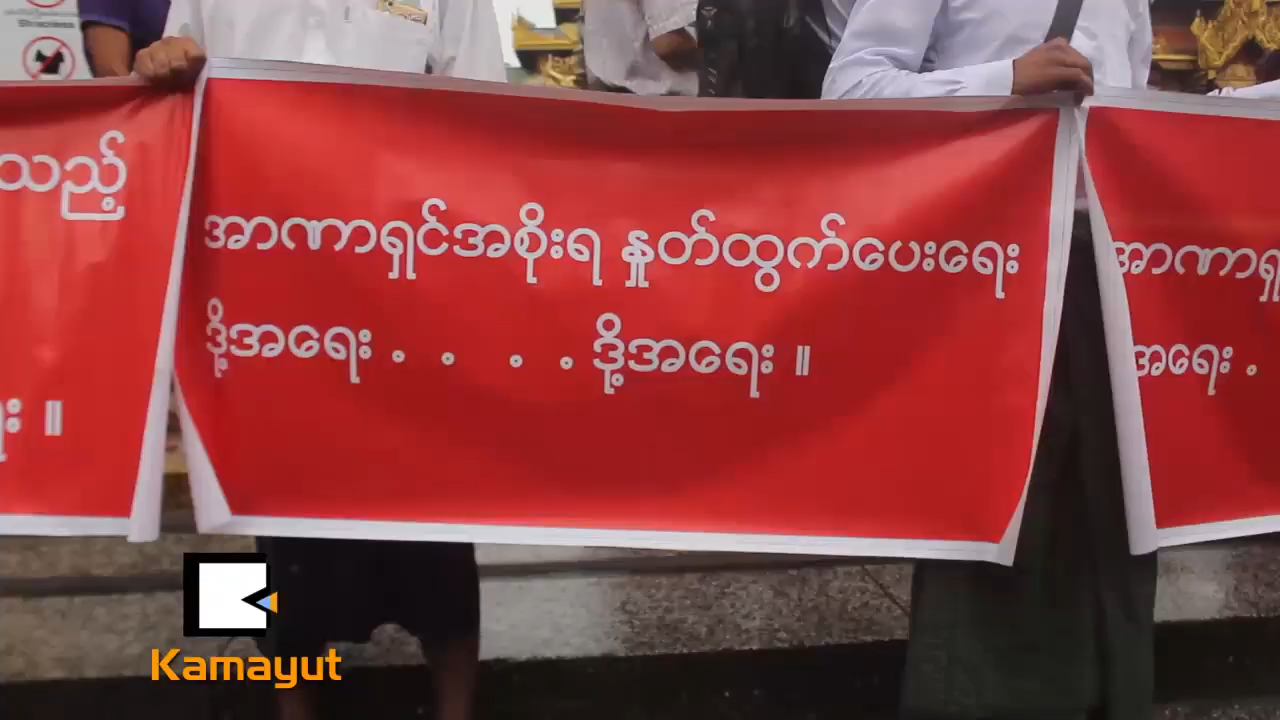 သည့်
အာဏာရှင်အစိုးရ နှုတ်ထွက်ပေးရေး
ဒို့အရေး . . . . ဒို့အရေး ။
အာဏာရှ
အရေး .
း ။
Kamayut